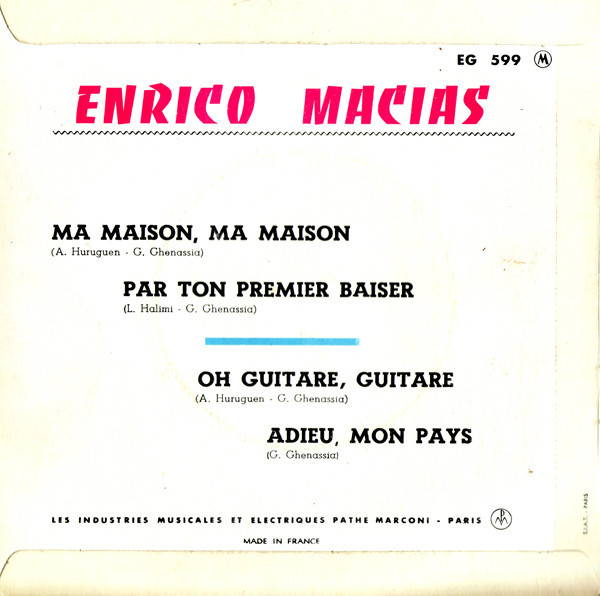 EG 599 M
ENRICO MACIAS
MA MAISON, MA MAISON
(A. Huruguen - G. Ghenassia)
PAR TON PREMIER BAISER
(L. Halimi - G. Ghenassia)
OH GUITARE, GUITARE
(A. Huruguen - G. Ghenassia)
ADIEU, MON PAYS
(G. Ghenassia)
LES INDUSTRIES MUSICALES ET ELECTRIQUES PATHE MARCONI - PARIS
MADE IN FRANCE
S.I.A.T. - PARIS